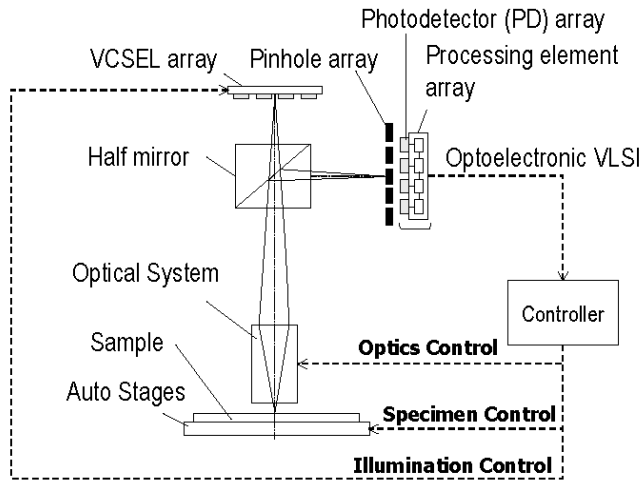 Photodetector (PD) array
VCSEL array
Pinhole array
Processing element
array
Half mirror
Optoelectronic VLSI
Optical System
Controller
Sample
Optics Control
Auto Stages
Specimen Control
Illumination Control